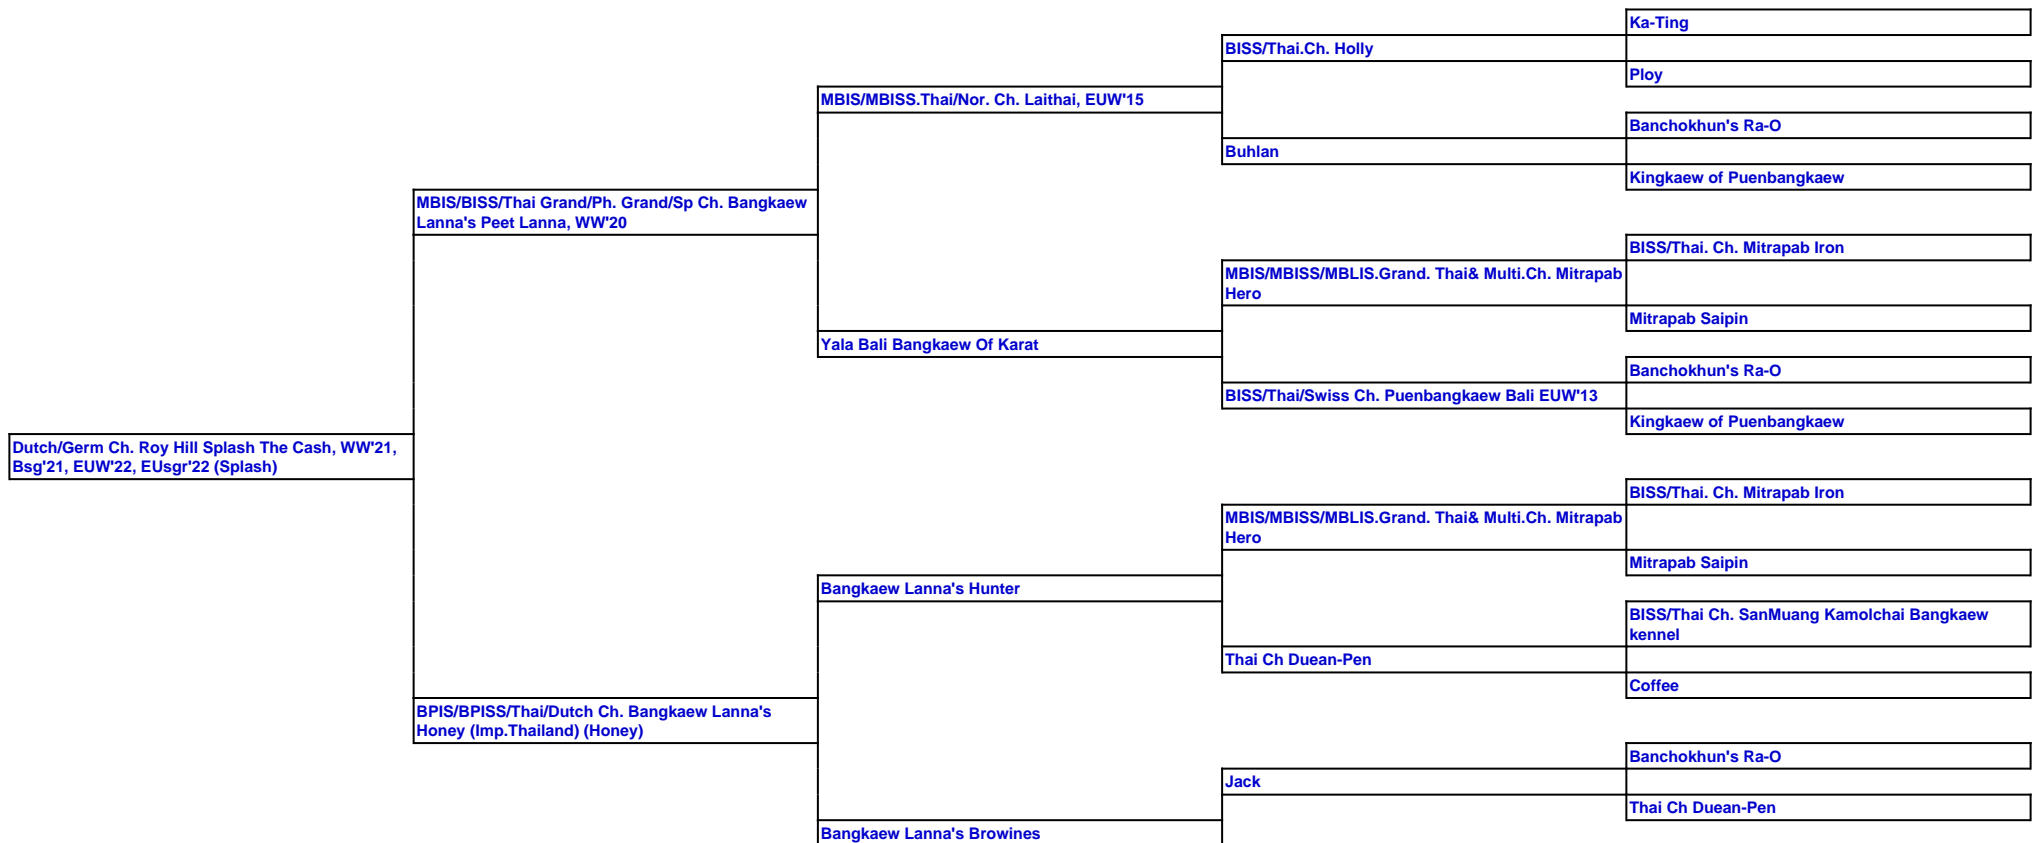 Ka-Ting
BISS/Thai.Ch. Holly
Ploy
MBIS/MBISS.Thai/Nor. Ch. Laithai, EUW'15
Banchokhun's Ra-O
Buhlan
Kingkaew of Puenbangkaew
MBIS/BISS/Thai Grand/Ph. Grand/Sp Ch. Bangkaew
Lanna's Peet Lanna, WW'20
BISS/Thai. Ch. Mitrapab Iron
MBIS/MBISS/MBLIS.Grand. Thai& Multi.Ch. Mitrapab
Hero
Mitrapab Saipin
Yala Bali Bangkaew Of Karat
Banchokhun's Ra-O
BISS/Thai/Swiss Ch. Puenbangkaew Bali EUW'13
Kingkaew of Puenbangkaew
Dutch/Germ Ch. Roy Hill Splash The Cash, WW'21,
Bsg'21, EUW'22, EUsgr'22 (Splash)
BISS/Thai. Ch. Mitrapab Iron
MBIS/MBISS/MBLIS.Grand. Thai& Multi.Ch. Mitrapab
Hero
Mitrapab Saipin
Bangkaew Lanna's Hunter
BISS/Thai Ch. SanMuang Kamolchai Bangkaew
kennel
Thai Ch Duean-Pen
Coffee
BPIS/BPISS/Thai/Dutch Ch. Bangkaew Lanna's
Honey (Imp.Thailand) (Honey)
Banchokhun's Ra-O
Jack
Thai Ch Duean-Pen
Bangkaew Lanna's Browines